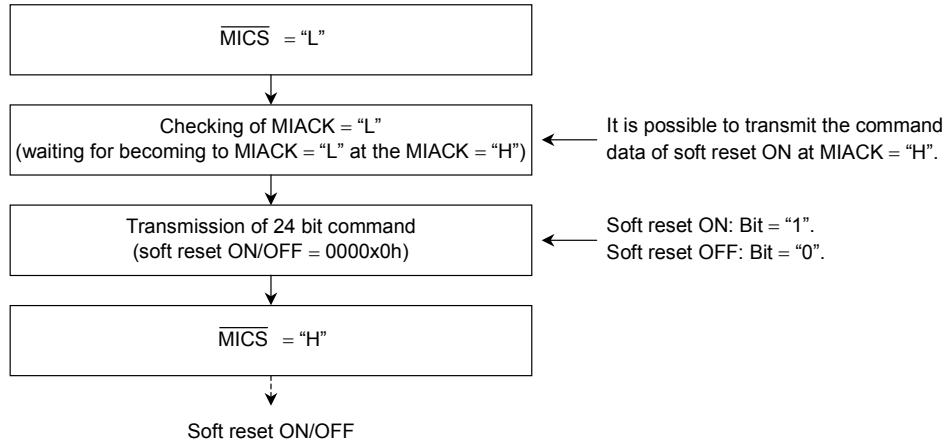 MICS = “L”
Checking of MIACK = “L”
(waiting for becoming to MIACK = “L” at the MIACK = “H”)
It is possible to transmit the command
data of soft reset ON at MIACK = “H”.
Transmission of 24 bit command
(soft reset ON/OFF = 0000x0h)
Soft reset ON: Bit = “1”.
Soft reset OFF: Bit = “0”.
MICS = “H”
Soft reset ON/OFF